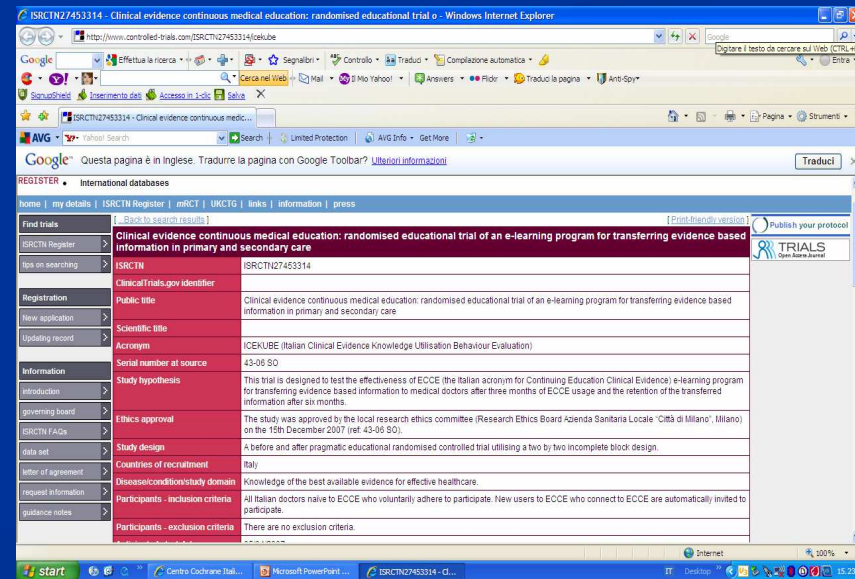 ISRCTN27453314 - Clinical evidence continuous medical education: randomised educational trial o - Windows Internet Explorer
http://www.controlled-trials.com/ISRCTN27453314/icekube
Google
Digitare il testo da cercare sul Web (CTRL+
Google Effettua la ricerca Segnalibri Controllo Traduci Compilazione automatica Entra
Cerca nel Web Mail Il Mio Yahoo! Answers Flickr Traduci la pagina Anti-Spy
SignupShield Inserimento dati Accesso in 1-clic Salva
ISRCTN27453314 - Clinical evidence continuous medic... Pagina Strumenti
AVG Yahoo! Search Search Limited Protection AVG Info Get More
Google Questa pagina è in Inglese. Tradurre la pagina con Google Toolbar? Ulteriori informazioni Traduci
REGISTER • International databases
home | my details | ISRCTN Register | mRCT | UKCTG | links | information | press
Find trials
ISRCTN Register
tips on searching
Registration
New application
Updating record
Information
introduction
governing board
ISRCTN FAQs
data set
letter of agreement
request information
guidance notes
[ ...Back to search results ] [ Print-friendly version ]
Clinical evidence continuous medical education: randomised educational trial of an e-learning program for transferring evidence based
information in primary and secondary care
ISRCTN ISRCTN27453314
ClinicalTrials.gov identifier
Public title Clinical evidence continuous medical education: randomised educational trial of an e-learning program for transferring evidence based
information in primary and secondary care
Scientific title
Acronym ICEKUBE (Italian Clinical Evidence Knowledge Utilisation Behaviour Evaluation)
Serial number at source 43-06 SO
Study hypothesis This trial is designed to test the effectiveness of ECCE (the Italian acronym for Continuing Education Clinical Evidence) e-learning program
for transferring evidence based information to medical doctors after three months of ECCE usage and the retention of the transferred
information after six months.
Ethics approval The study was approved by the local research ethics committee (Research Ethics Board Azienda Sanitaria Locale "Città di Milano", Milano)
on the 15th December 2007 (ref: 43-06 SO).
Study design A before and after pragmatic educational randomised controlled trial utilising a two by two incomplete block design.
Countries of recruitment Italy
Disease/condition/study domain Knowledge of the best available evidence for effective healthcare.
Participants - inclusion criteria All Italian doctors naive to ECCE who voluntarily adhere to participate. New users to ECCE who connect to ECCE are automatically invited to
participate.
Participants - exclusion criteria There are no exclusion criteria.
Publish your protocol
TRIALS
Open Access Journal
Internet 100%
start Centro Cochrane Itali... Microsoft PowerPoint ... ISRCTN27453314 - Cl... IT Desktop 15.23